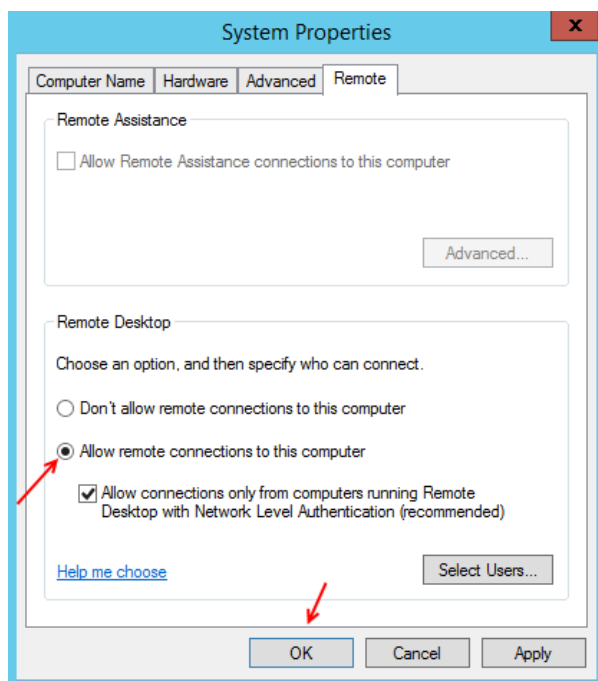 System Properties
x
Computer Name Hardware Advanced Remote
Remote Assistance
Allow Remote Assistance connections to this computer
Advanced...
Remote Desktop
Choose an option, and then specify who can connect.
Don't allow remote connections to this computer
Allow remote connections to this computer
Allow connections only from computers running Remote
Desktop with Network Level Authentication (recommended)
Help me choose Select Users...
OK Cancel Apply